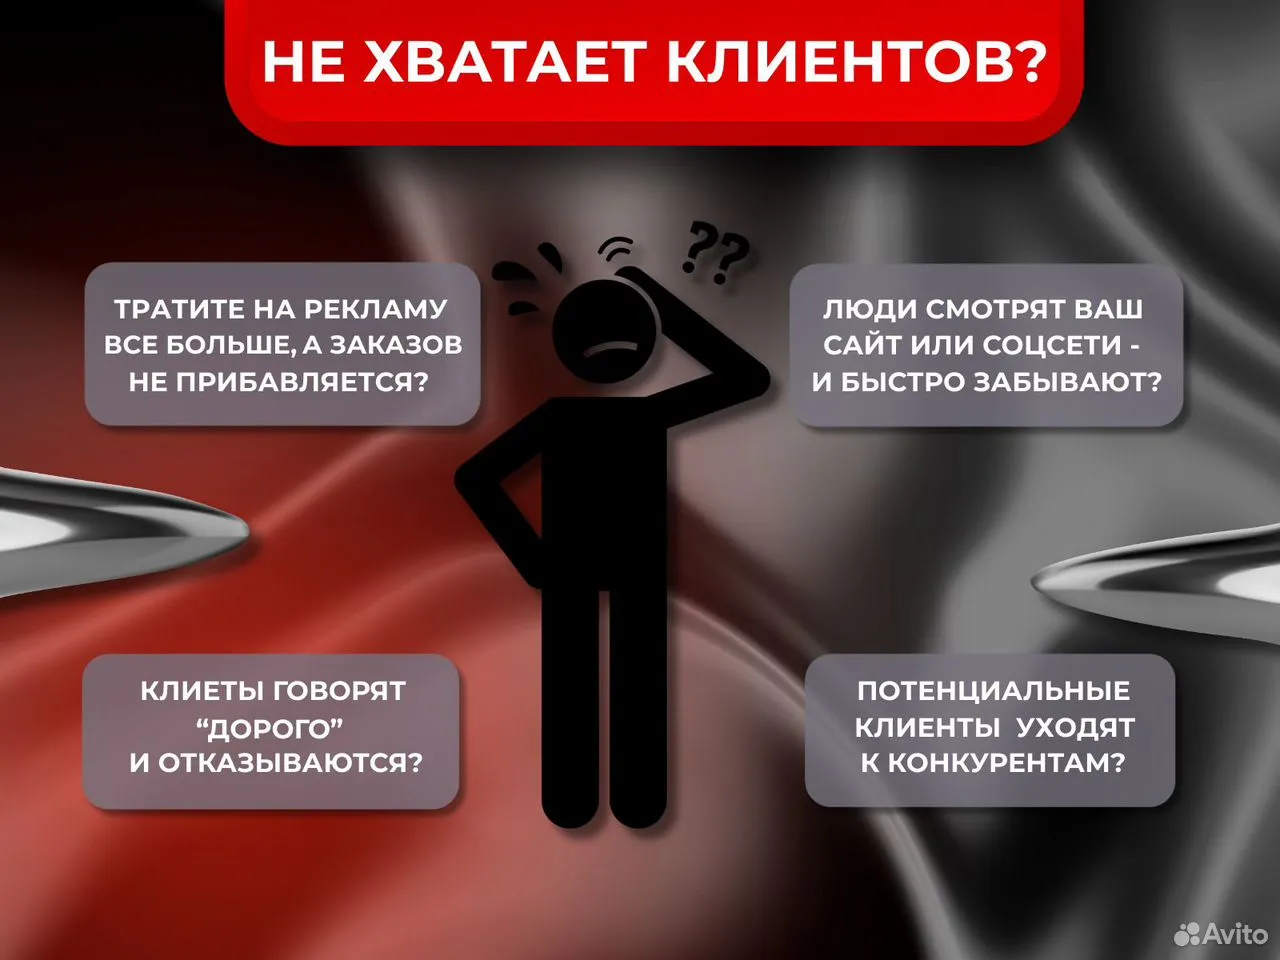 НЕ ХВАТАЕТ КЛИЕНТОВ?
??
ТРАТИТЕ НА РЕКЛАМУ
ВСЕ БОЛЬШЕ, А ЗАКАЗОВ
НЕ ПРИБАВЛЯЕТСЯ?
ЛЮДИ СМОТРЯТ ВАШ
САЙТ ИЛИ СОЦСЕТИ -
И БЫСТРО ЗАБЫВАЮТ?
КЛИЕТЫ ГОВОРЯТ
“ДОРОГО”
И ОТКАЗЫВАЮТСЯ?
ПОТЕНЦИАЛЬНЫЕ
КЛИЕНТЫ УХОДЯТ
К КОНКУРЕНТАМ?
Avito